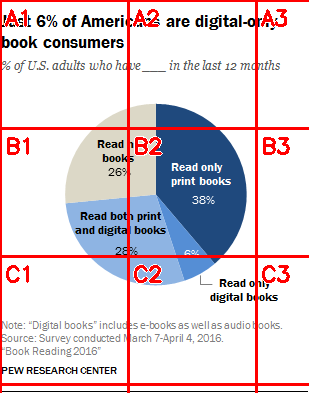 A1 A2 A3
Just 6% of Americans are digital-only
book consumers
% of U.S. adults who have ___ in the last 12 months
B1 B2 B3
Read no
books
26%
Read only
print books
38%
Read both print
and digital books
28%
6%
C1 C2 C3
Read only
digital books
Note: “Digital books” includes e-books as well as audio books.
Source: Survey conducted March 7-April 4, 2016.
“Book Reading 2016”
PEW RESEARCH CENTER